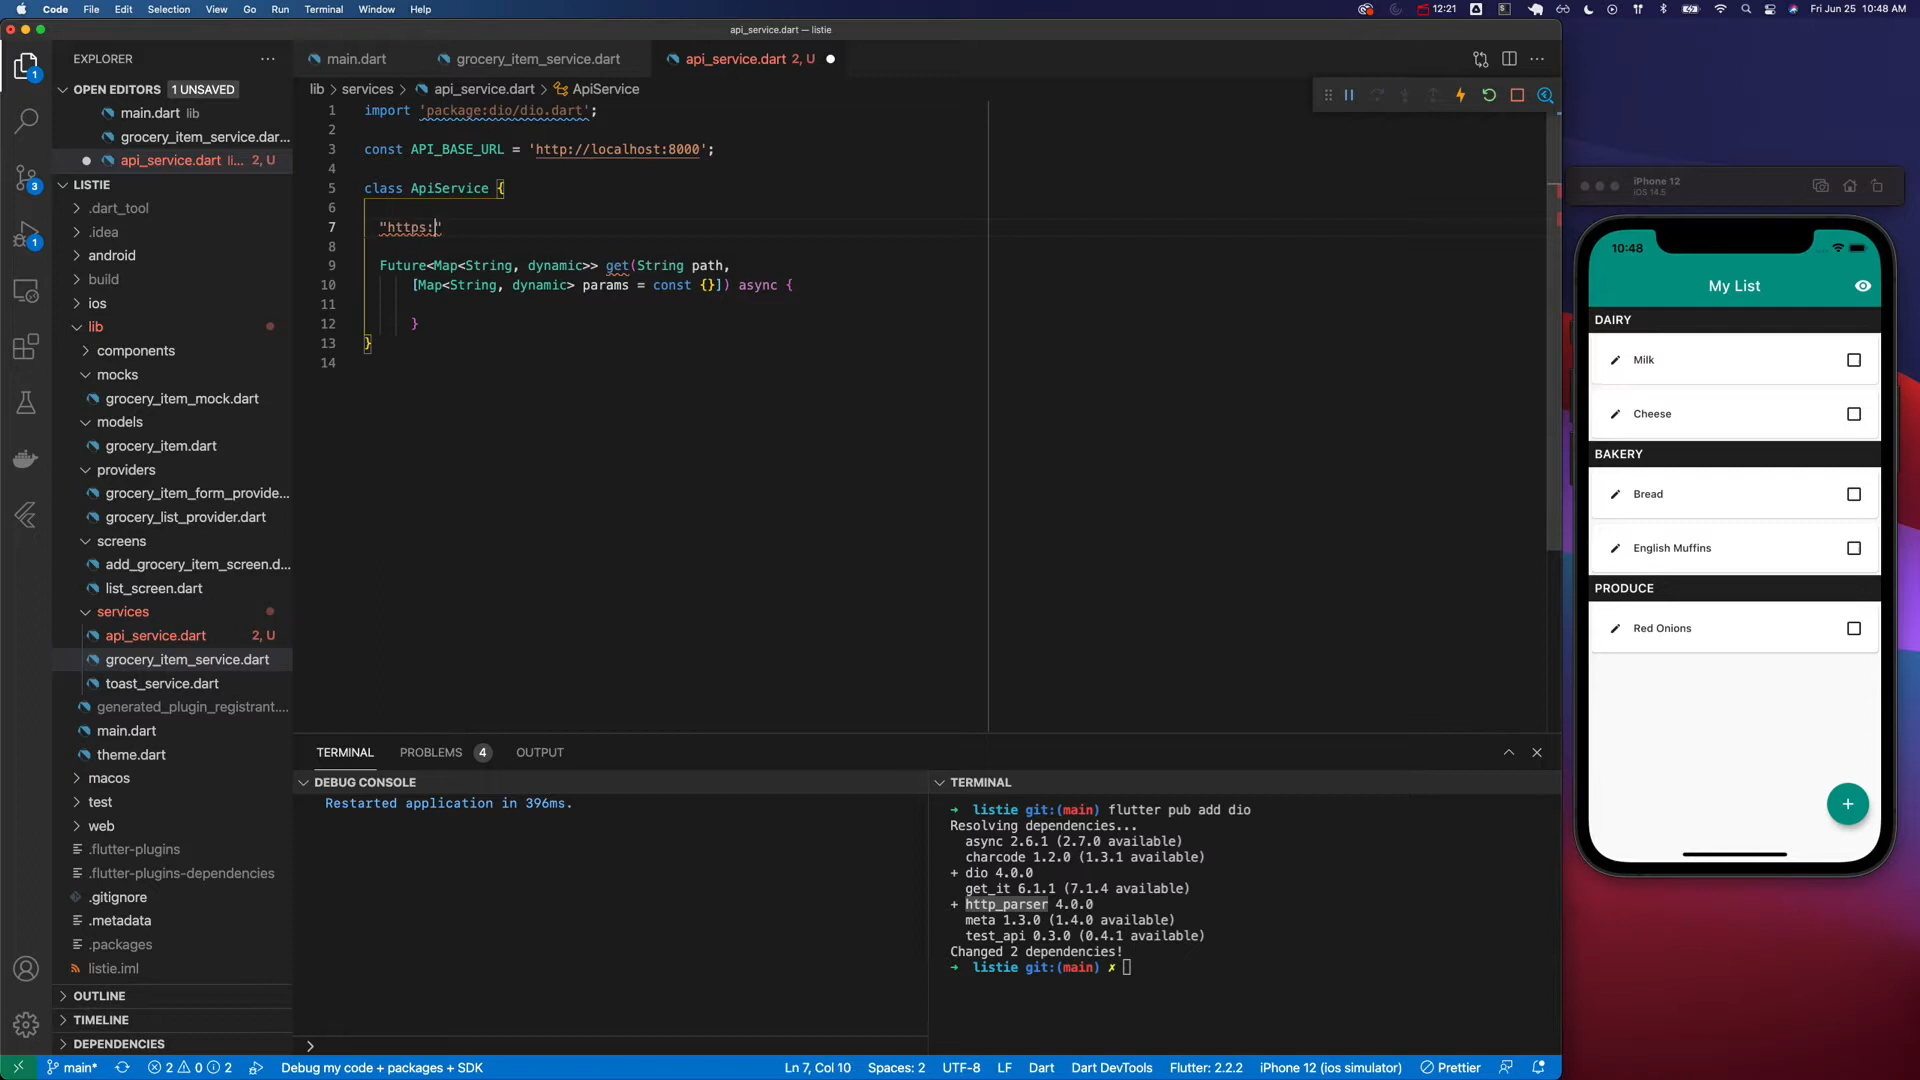 Code File Edit Selection View Go Run Terminal Window Help 12:21 Fri Jun 25 10:48 AM
api_service.dart — listie
EXPLORER
main.dart
grocery_item_service.dart
api_service.dart 2, U
OPEN EDITORS 1 UNSAVED
main.dart lib
grocery_item_service.dar...
api_service.dart li... 2, U
LISTIE
.dart_tool
.idea
android
build
ios
lib
components
mocks
grocery_item_mock.dart
models
grocery_item.dart
providers
grocery_item_form_provide...
grocery_list_provider.dart
screens
add_grocery_item_screen.d...
list_screen.dart
services
api_service.dart 2, U
grocery_item_service.dart
toast_service.dart
generated_plugin_registrant....
main.dart
theme.dart
macos
test
web
.flutter-plugins
.flutter-plugins-dependencies
.gitignore
.metadata
.packages
listie.iml
OUTLINE
TIMELINE
DEPENDENCIES
1
3
1
lib > services > api_service.dart > ApiService
1 import 'package:dio/dio.dart';
2
3 const API_BASE_URL = 'http://localhost:8000';
4
5 class ApiService {
6
7 "https:"
8
9 Future<Map<String, dynamic>> get(String path,
10 [Map<String, dynamic> params = const {}]) async {
11
12 }
13 }
14
TERMINAL PROBLEMS 4 OUTPUT
DEBUG CONSOLE
Restarted application in 396ms.
>
TERMINAL
→ listie git:(main) flutter pub add dio
Resolving dependencies...
async 2.6.1 (2.7.0 available)
charcode 1.2.0 (1.3.1 available)
+ dio 4.0.0
get_it 6.1.1 (7.1.4 available)
+ http_parser 4.0.0
meta 1.3.0 (1.4.0 available)
test_api 0.3.0 (0.4.1 available)
Changed 2 dependencies!
→ listie git:(main) ✗
main* 2 0 2 Debug my code + packages + SDK Ln 7, Col 10 Spaces: 2 UTF-8 LF Dart Dart DevTools Flutter: 2.2.2 iPhone 12 (ios simulator) Prettier
iPhone 12
iOS 14.5
10:48
My List
DAIRY
Milk
Cheese
BAKERY
Bread
English Muffins
PRODUCE
Red Onions
+